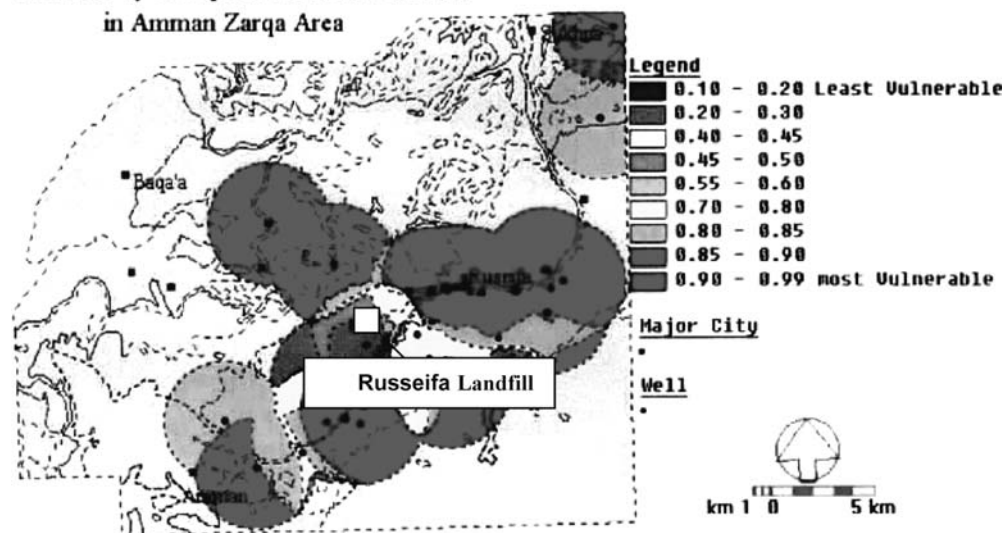 in Amman Zarqa Area
Legend
0.10 - 0.20 Least Vulnerable
0.20 - 0.30
0.40 - 0.45
0.45 - 0.50
0.55 - 0.60
0.70 - 0.80
0.80 - 0.85
0.85 - 0.90
0.90 - 0.99 most Vulnerable
Baqa'a
Major City
Russeifa Landfill
Well
Amman
km 1 0 5 km